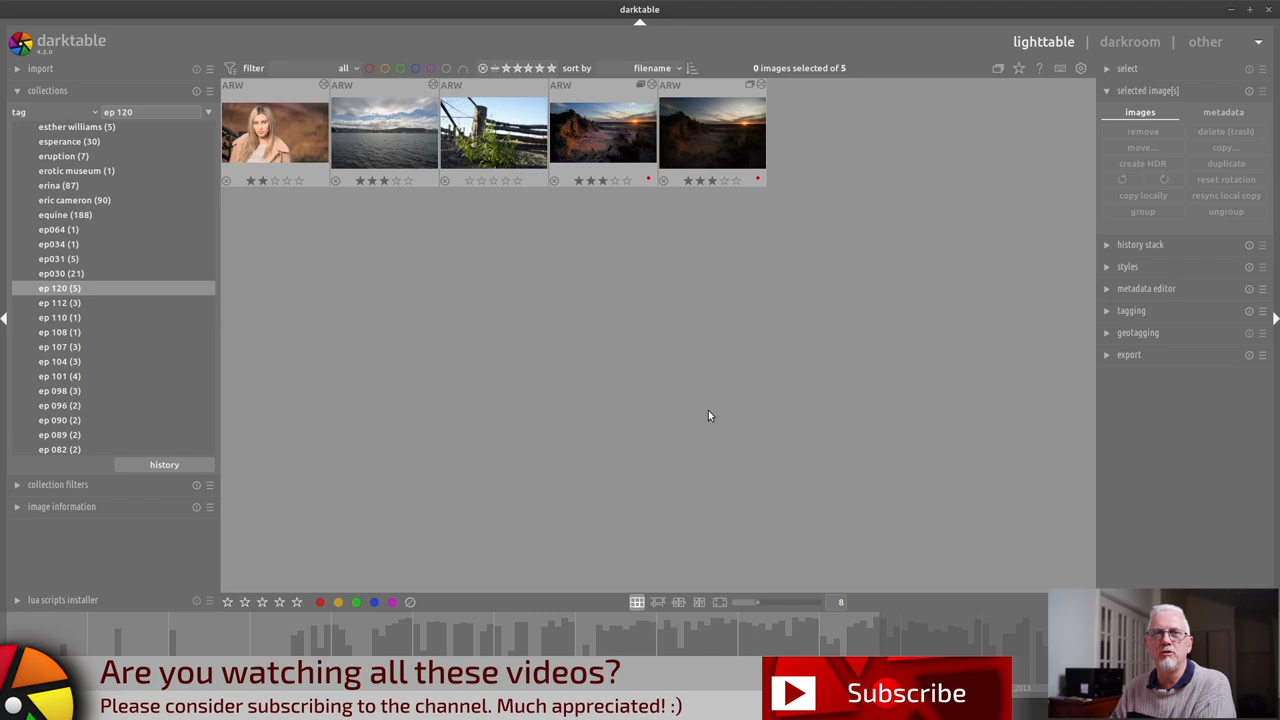 darktable
darktable
4.2.0
lighttable | darkroom | other
import
filter
all
sort by
filename
0 images selected of 5
select
collections
selected image[s]
tag
ep 120
images
metadata
esther williams (5)
esperance (30)
eruption (7)
erotic museum (1)
erina (87)
eric cameron (90)
equine (188)
ep064 (1)
ep034 (1)
ep031 (5)
ep030 (21)
ep 120 (5)
ep 112 (3)
ep 110 (1)
ep 108 (1)
ep 107 (3)
ep 104 (3)
ep 101 (4)
ep 098 (3)
ep 096 (2)
ep 090 (2)
ep 089 (2)
ep 082 (2)
history
collection filters
image information
lua scripts installer
ARW
ARW
ARW
ARW
ARW
remove
delete (trash)
move...
copy...
create HDR
duplicate
reset rotation
copy locally
resync local copy
group
ungroup
history stack
styles
metadata editor
tagging
geotagging
export
8
2013
Are you watching all these videos?
Please consider subscribing to the channel. Much appreciated! :)
Subscribe